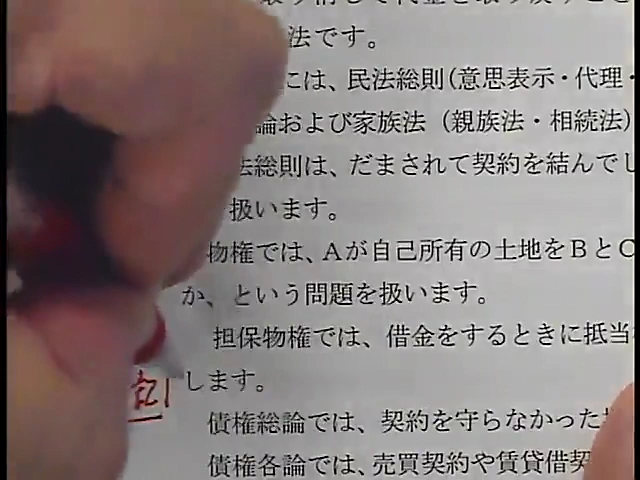 法です。
には、民法総則(意思表示・代理・
論および家族法(親族法・相続法)
法総則は、だまされて契約を結んでし
扱います。
物権では、Aが自己所有の土地をBとC
か、という問題を扱います。
担保物権では、借金をするときに抵当
します。
債権総論では、契約を守らなかった
債権各論では、売買契約や賃貸借契